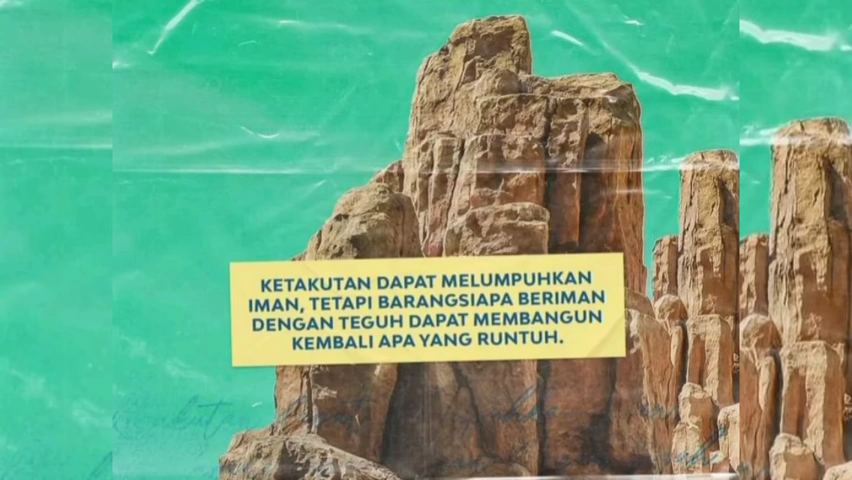 KETAKUTAN DAPAT MELUMPUHKAN
IMAN, TETAPI BARANGSIAPA BERIMAN
DENGAN TEGUH DAPAT MEMBANGUN
KEMBALI APA YANG RUNTUH.